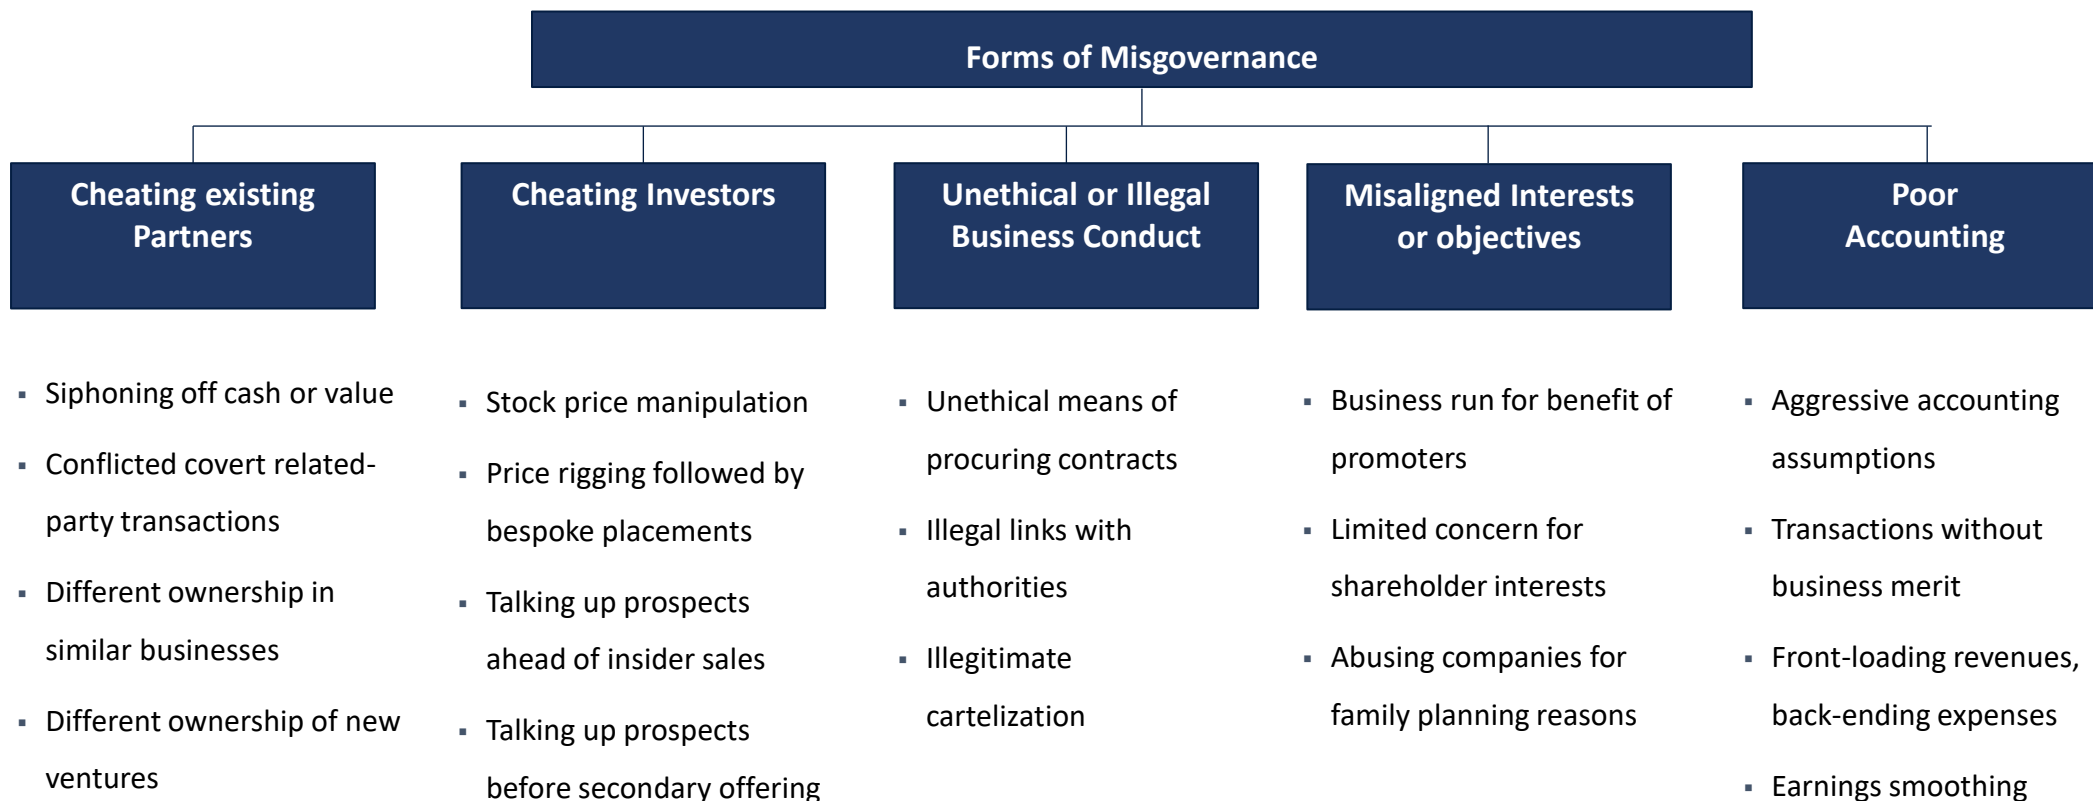 Forms of Misgovernance
Cheating existing
Partners
Cheating Investors
Unethical or Illegal
Business Conduct
Misaligned Interests
or objectives
Poor
Accounting
▪ Siphoning off cash or value
▪ Conflicted covert related-
party transactions
▪ Different ownership in
similar businesses
▪ Different ownership of new
ventures
▪ Stock price manipulation
▪ Price rigging followed by
bespoke placements
▪ Talking up prospects
ahead of insider sales
▪ Talking up prospects
before secondary offering
▪ Unethical means of
procuring contracts
▪ Illegal links with
authorities
▪ Illegitimate
cartelization
▪ Business run for benefit of
promoters
▪ Limited concern for
shareholder interests
▪ Abusing companies for
family planning reasons
▪ Aggressive accounting
assumptions
▪ Transactions without
business merit
▪ Front-loading revenues,
back-ending expenses
▪ Earnings smoothing